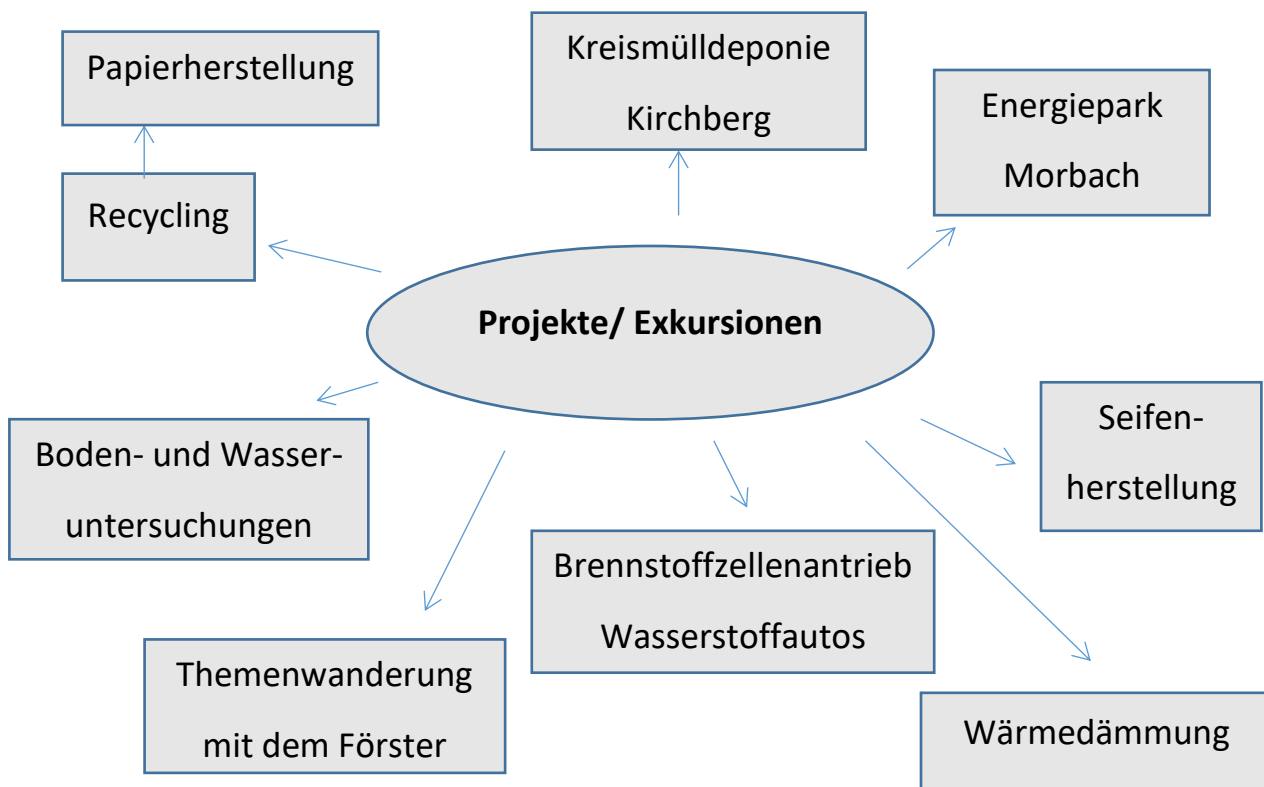 Papierherstellung
Kreismülldeponie
Kirchberg
Energiepark
Morbach
Recycling
Projekte/ Exkursionen
Boden- und Wasser-
untersuchungen
Seifen-
herstellung
Brennstoffzellenantrieb
Wasserstoffautos
Themenwanderung
mit dem Förster
Wärmedämmung